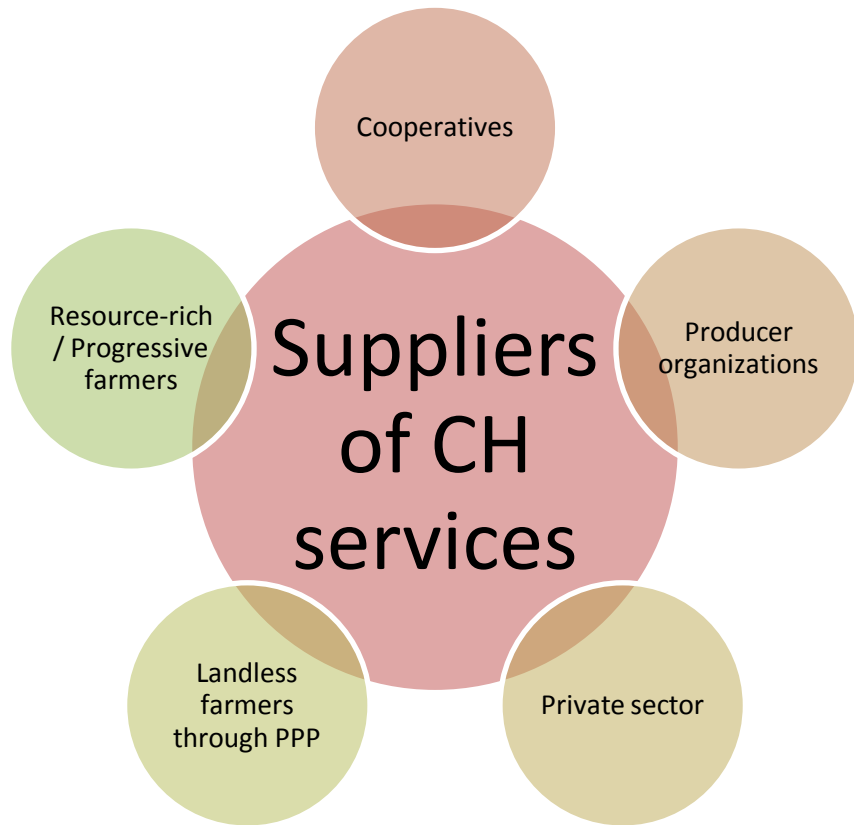 Cooperatives
Suppliers
of CH
services
Producer
organizations
Private sector
Landless
farmers
through PPP
Resource-rich
/ Progressive
farmers